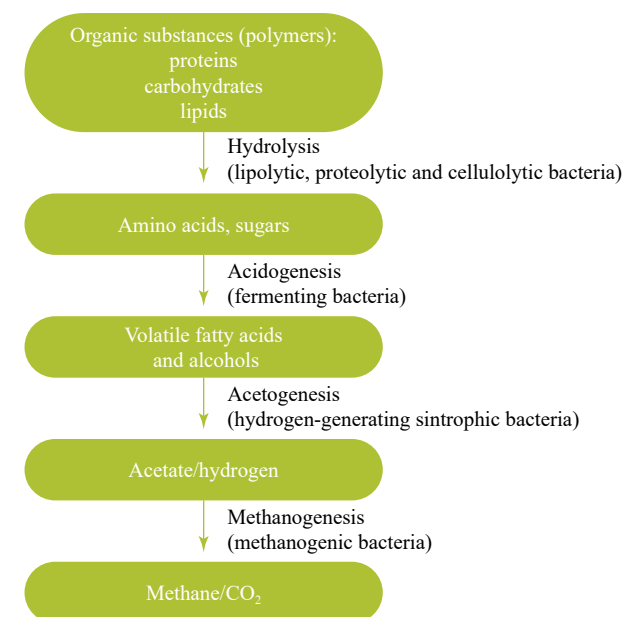 Organic substances (polymers):
proteins
carbohydrates
lipids
Hydrolysis
(lipolytic, proteolytic and cellulolytic bacteria)
Amino acids, sugars
Acidogenesis
(fermenting bacteria)
Volatile fatty acids
and alcohols
Acetogenesis
(hydrogen-generating sintrophic bacteria)
Acetate/hydrogen
Methanogenesis
(methanogenic bacteria)
Methane/CO₂